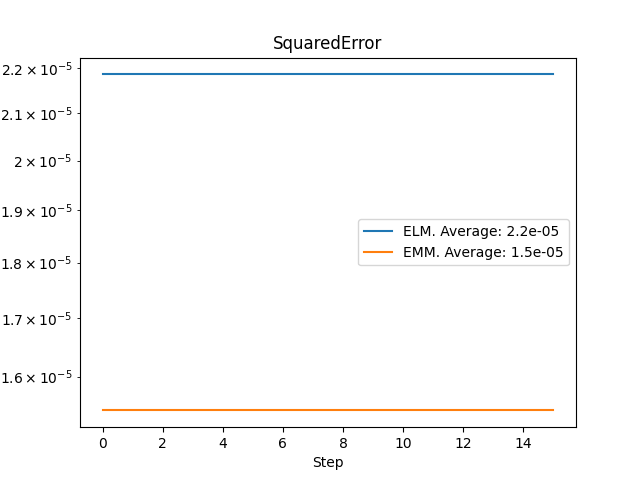 SquaredError
2.2 × 10⁻⁵
2.1 × 10⁻⁵
2 × 10⁻⁵
1.9 × 10⁻⁵
1.8 × 10⁻⁵
1.7 × 10⁻⁵
1.6 × 10⁻⁵
ELM. Average: 2.2e-05
EMM. Average: 1.5e-05
0 2 4 6 8 10 12 14
Step